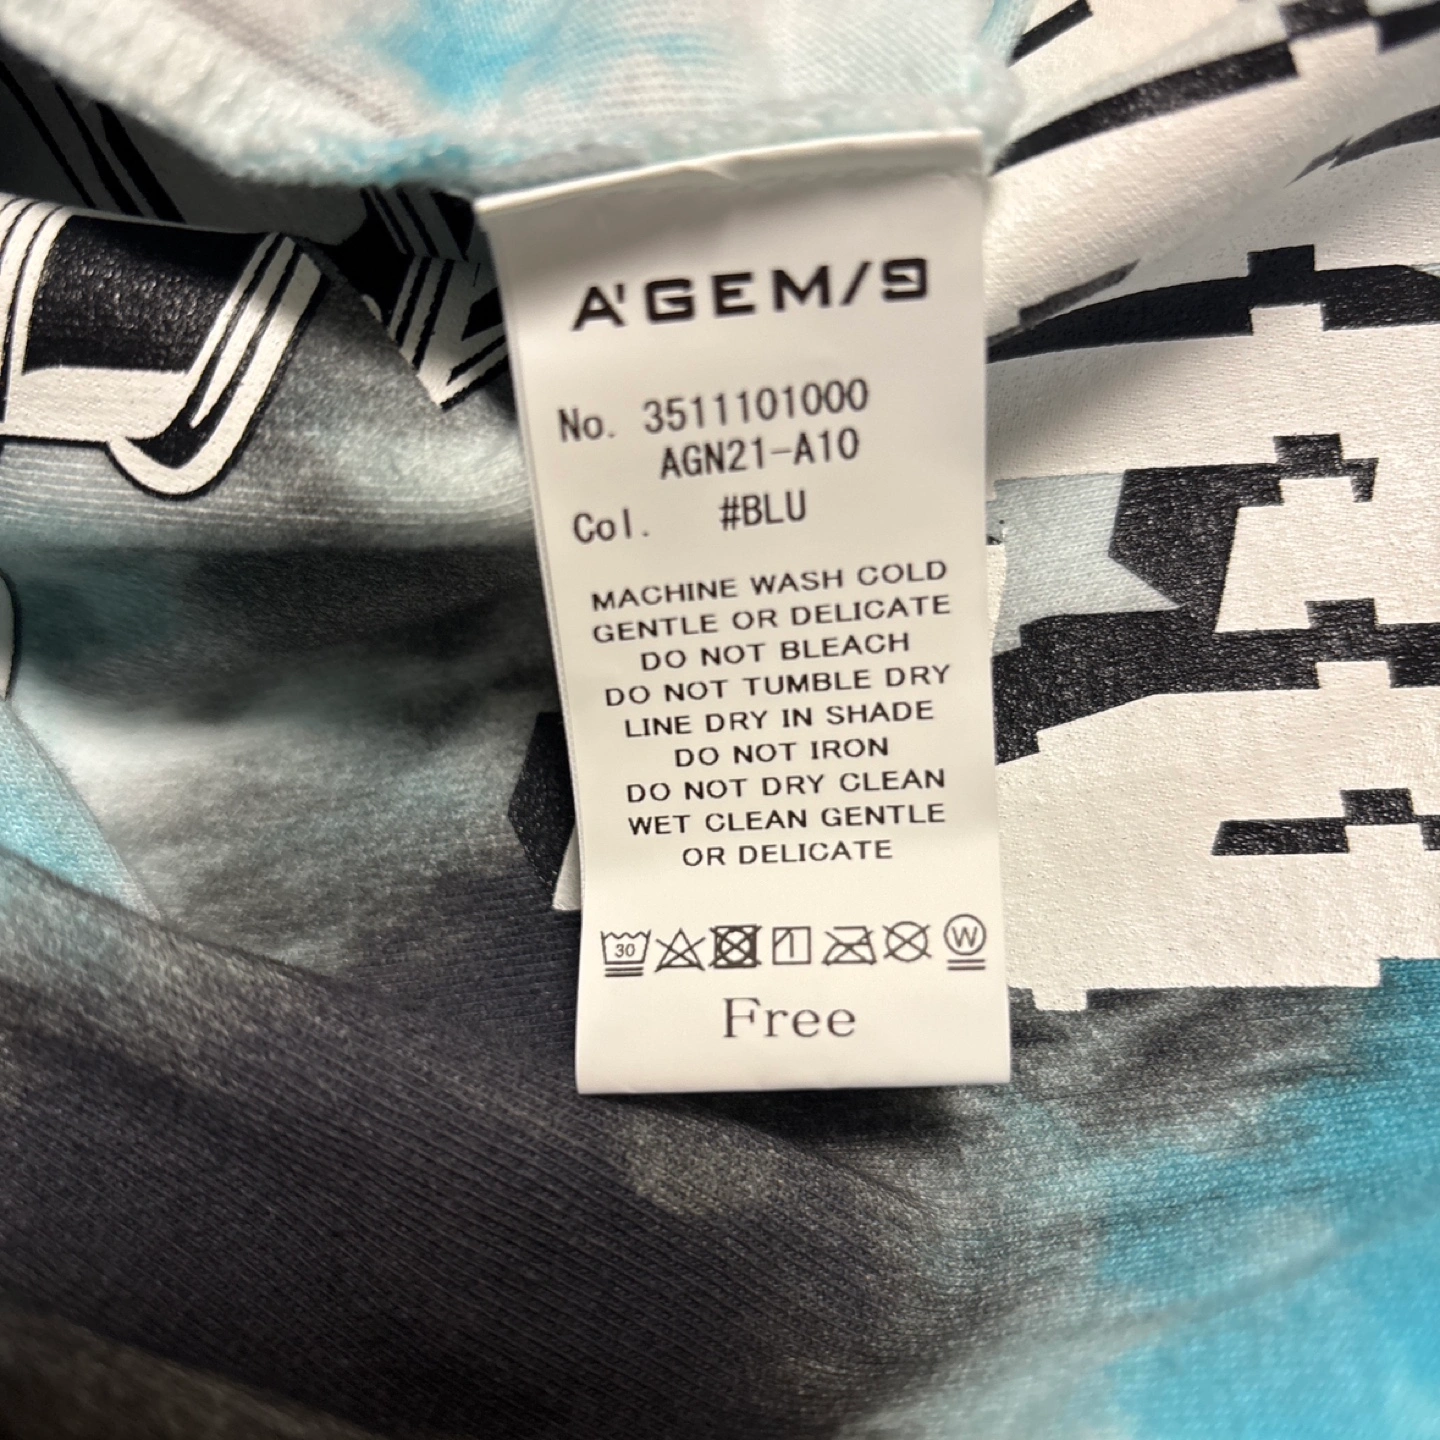 A'GEM/9
No. 3511101000
AGN21-A10
Col. #BLU
MACHINE WASH COLD
GENTLE OR DELICATE
DO NOT BLEACH
DO NOT TUMBLE DRY
LINE DRY IN SHADE
DO NOT IRON
DO NOT DRY CLEAN
WET CLEAN GENTLE
OR DELICATE
30 W
Free